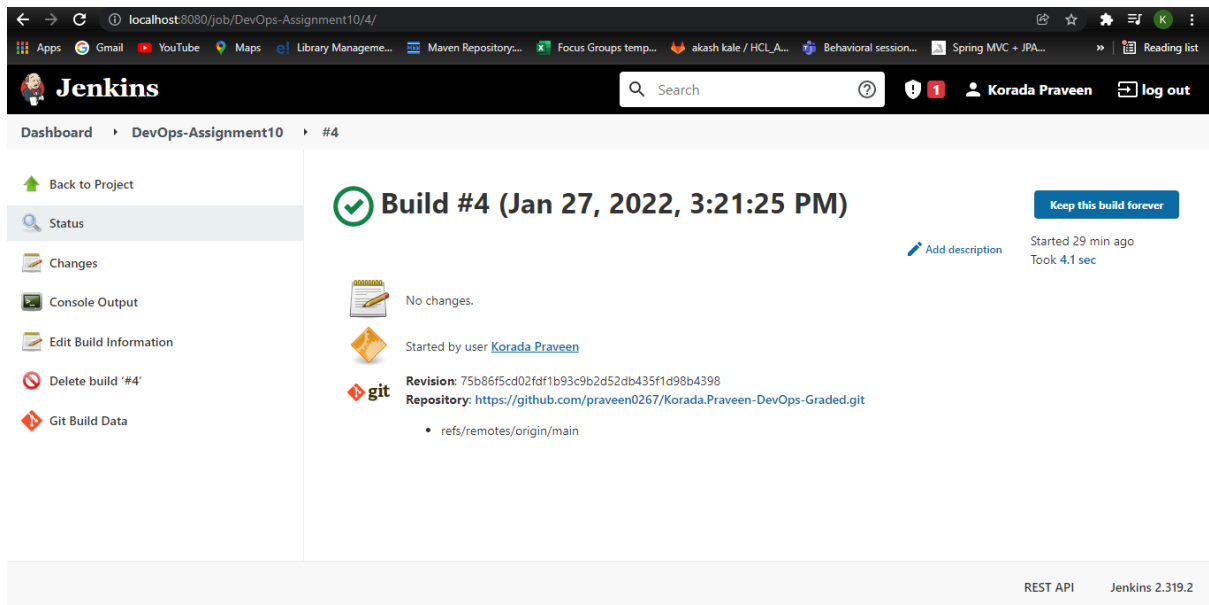 localhost:8080/job/DevOps-Assignment10/4/
K
Apps Gmail YouTube Maps Library Manageme... Maven Repository:... Focus Groups temp... akash kale / HCL_A... Behavioral session... Spring MVC + JPA... » Reading list
Jenkins Search 1 Korada Praveen log out
Dashboard DevOps-Assignment10 #4
Back to Project
Status
Changes
Console Output
Edit Build Information
Delete build ‘#4’
Git Build Data
Build #4 (Jan 27, 2022, 3:21:25 PM)
Keep this build forever
Add description
Started 29 min ago
Took 4.1 sec
No changes.
Started by user Korada Praveen
git
Revision: 75b86f5cd02fdf1b93c9b2d52db435f1d98b4398
Repository: https://github.com/praveen0267/Korada.Praveen-DevOps-Graded.git
• refs/remotes/origin/main
REST API Jenkins 2.319.2